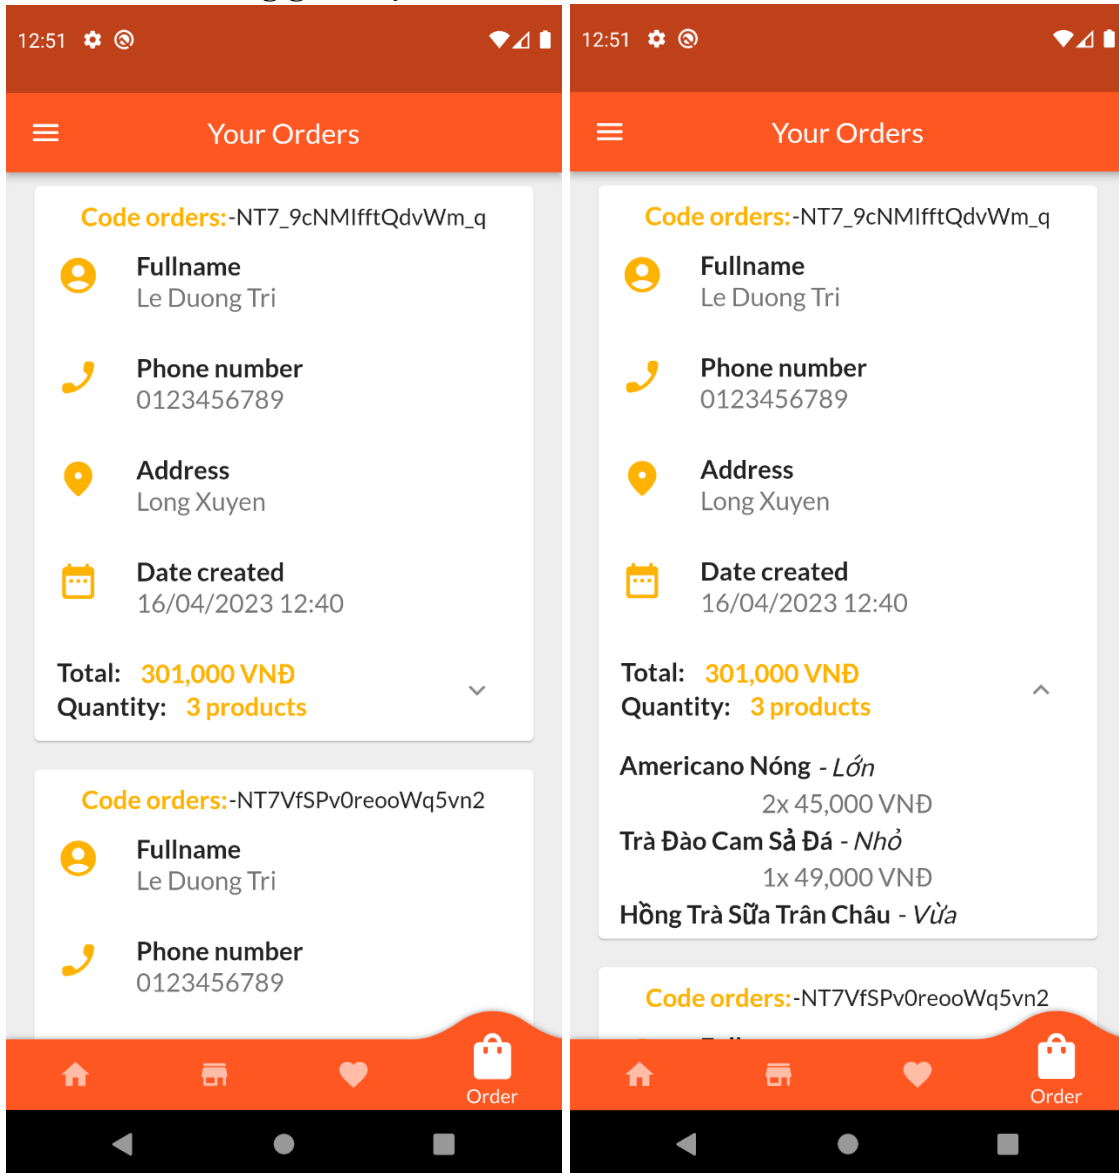 12:51
Your Orders
Code orders:-NT7_9cNMIfftQdvWm_q
Fullname
Le Duong Tri
Phone number
0123456789
Address
Long Xuyen
Date created
16/04/2023 12:40
Total: 301,000 VNĐ
Quantity: 3 products
Code orders:-NT7VfSPv0reooWq5vn2
Fullname
Le Duong Tri
Phone number
0123456789
Order
12:51
Your Orders
Code orders:-NT7_9cNMIfftQdvWm_q
Fullname
Le Duong Tri
Phone number
0123456789
Address
Long Xuyen
Date created
16/04/2023 12:40
Total: 301,000 VNĐ
Quantity: 3 products
Americano Nóng - Lớn
2x 45,000 VNĐ
Trà Đào Cam Sả Đá - Nhỏ
1x 49,000 VNĐ
Hồng Trà Sữa Trân Châu - Vừa
Code orders:-NT7VfSPv0reooWq5vn2
Order